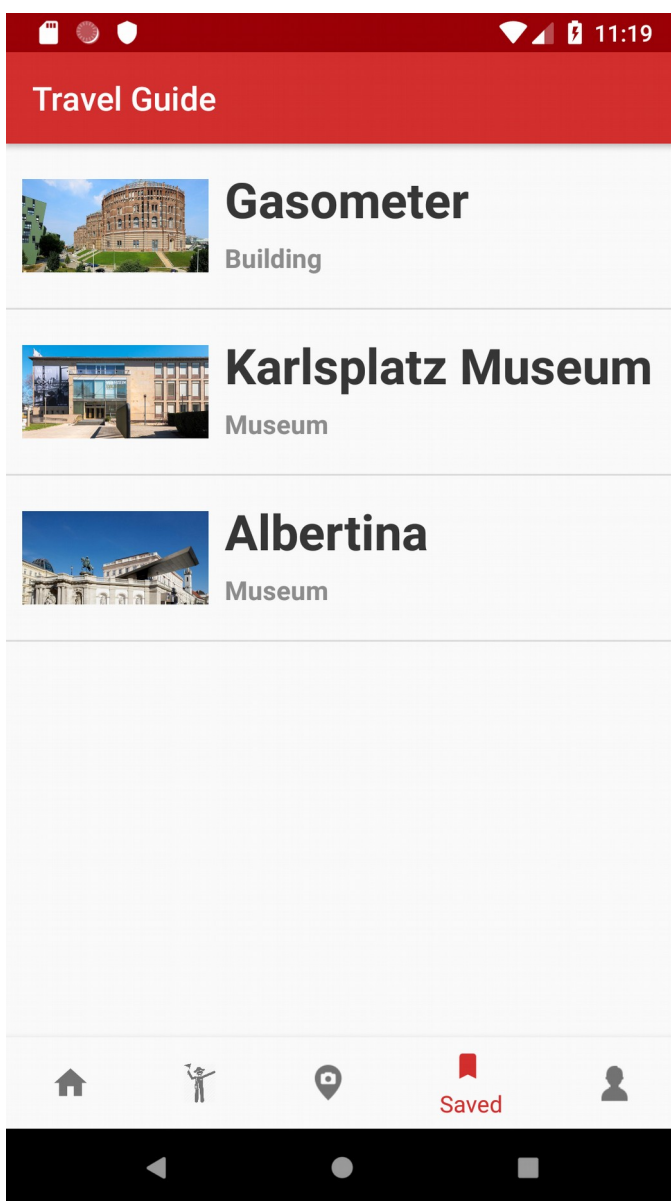 11:19
Travel Guide
Gasometer
Building
Karlsplatz Museum
Museum
Albertina
Museum
Saved